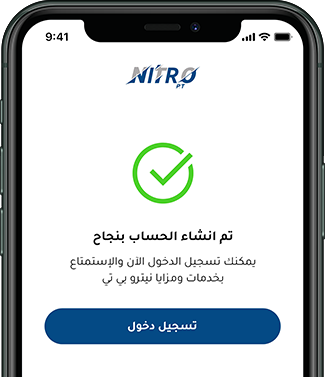 9:41
NITRO
PT
تم انشاء الحساب بنجاح
يمكنك تسجيل الدخول الآن والإستمتاع
بخدمات ومزايا نيترو بي تي
تسجيل دخول